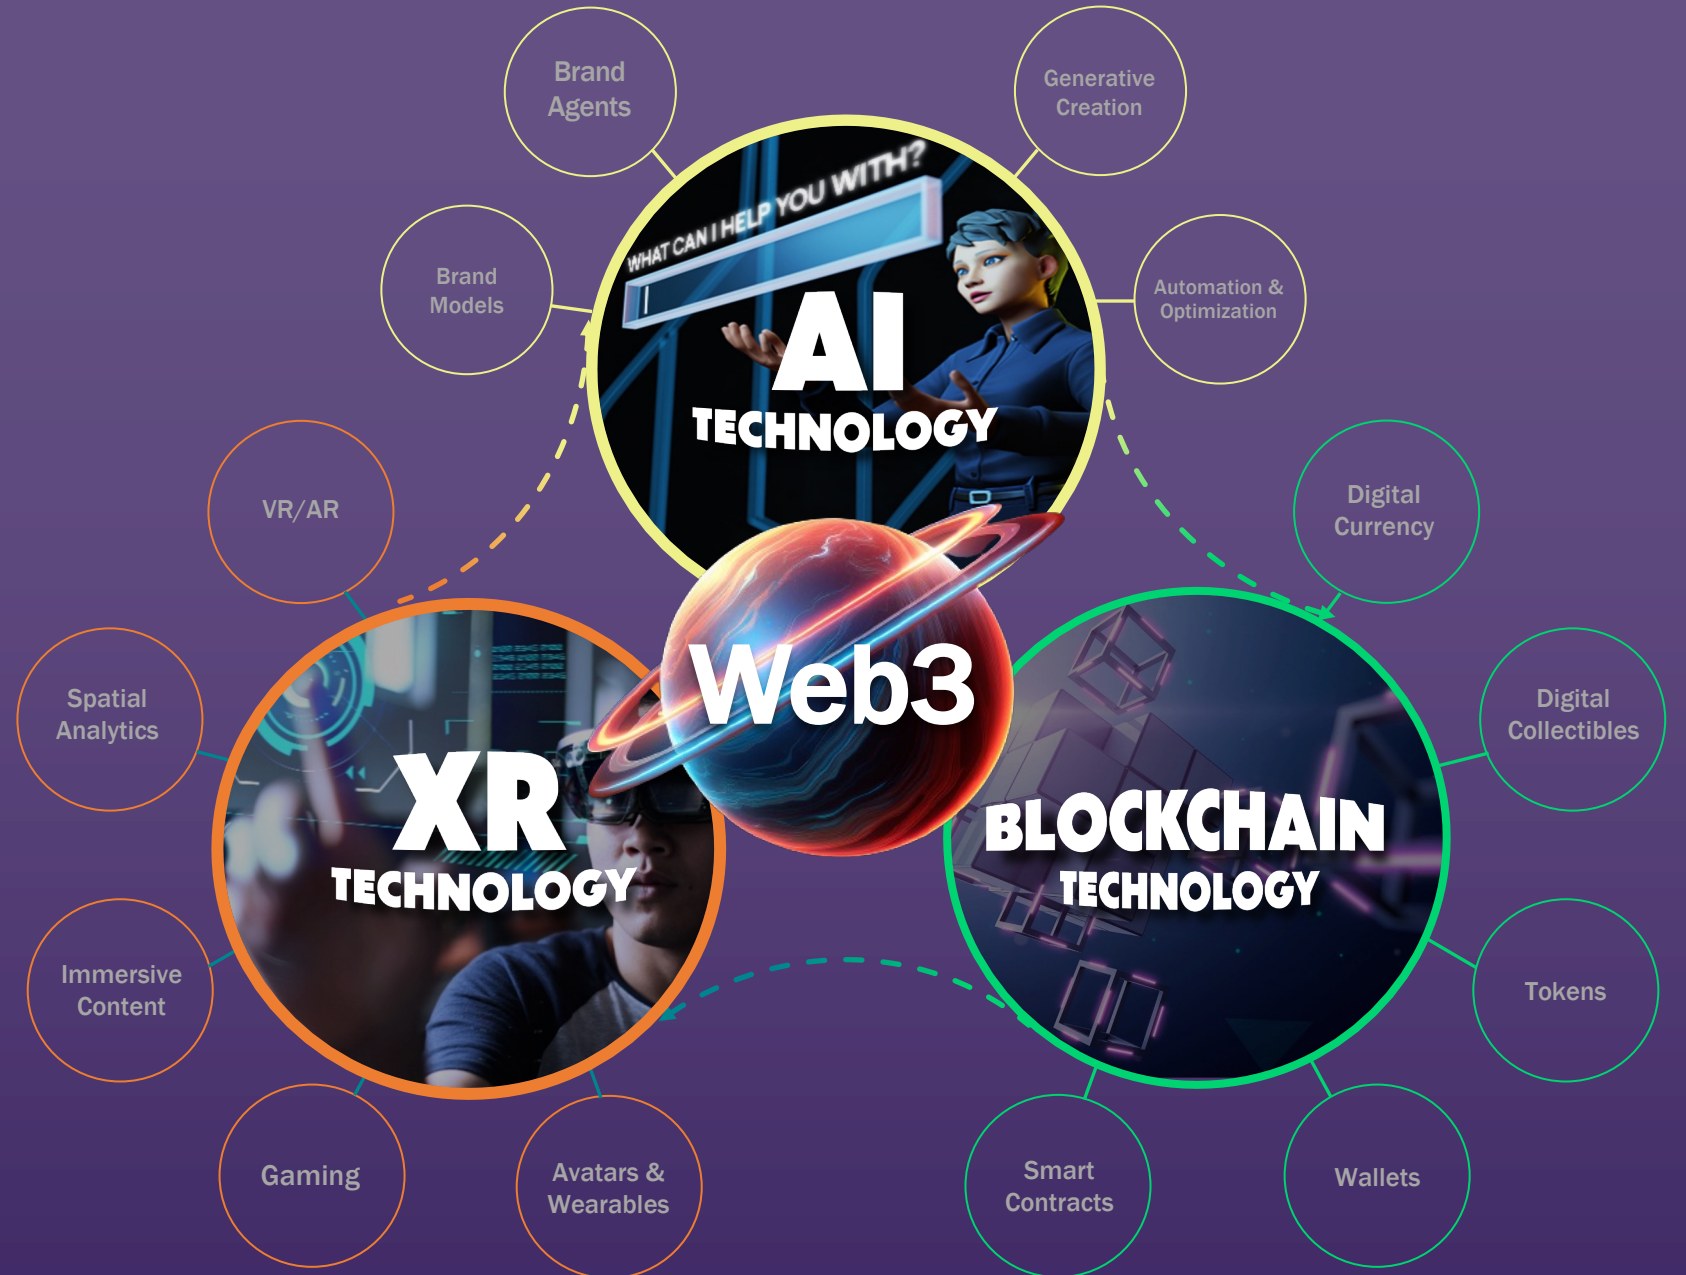 Brand
Agents
Generative
Creation
WHAT CAN I HELP YOU WITH?
Brand
Models
Automation &
Optimization
AI
TECHNOLOGY
VR/AR
Digital
Currency
Spatial
Analytics
Web3
Digital
Collectibles
XR
TECHNOLOGY
BLOCKCHAIN
TECHNOLOGY
Immersive
Content
Tokens
Gaming
Avatars &
Wearables
Smart
Contracts
Wallets